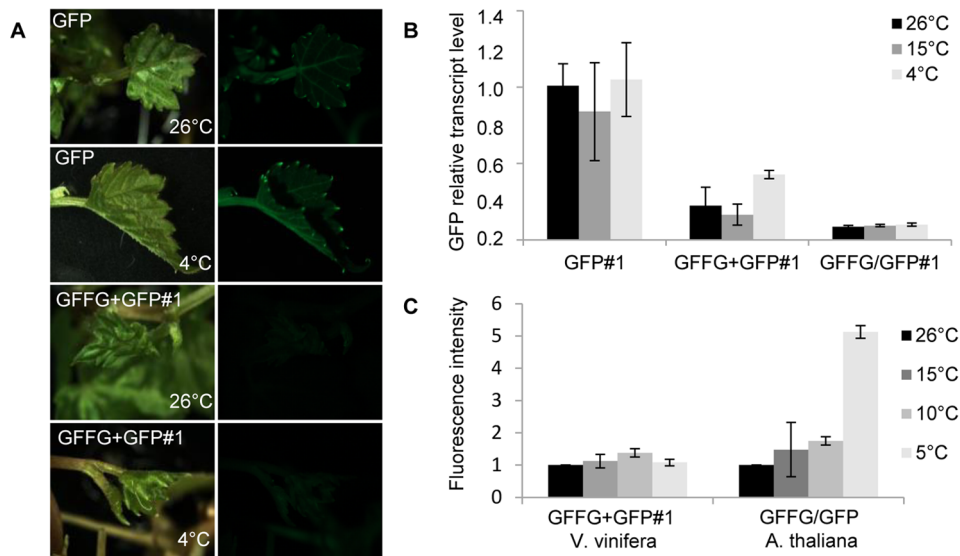 A
GFP
26°C
GFP
4°C
GFFG+GFP#1
26°C
GFFG+GFP#1
4°C
B
GFP relative transcript level
1.4
1.2
1.0
0.8
0.6
0.4
0.2
26°C
15°C
4°C
GFP#1
GFFG+GFP#1
GFFG/GFP#1
C
Fluorescence intensity
6
5
4
3
2
1
0
26°C
15°C
10°C
5°C
GFFG+GFP#1
V. vinifera
GFFG/GFP
A. thaliana